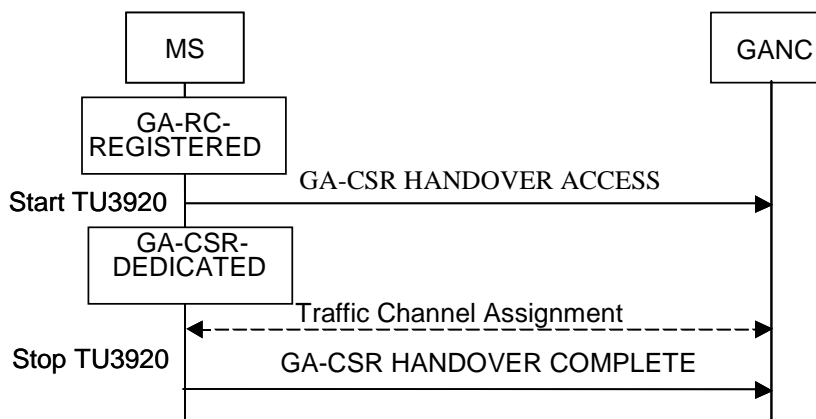 MS
GANC
GA-RC-
REGISTERED
GA-CSR HANDOVER ACCESS
Start TU3920
GA-CSR-
DEDICATED
Traffic Channel Assignment
Stop TU3920
GA-CSR HANDOVER COMPLETE